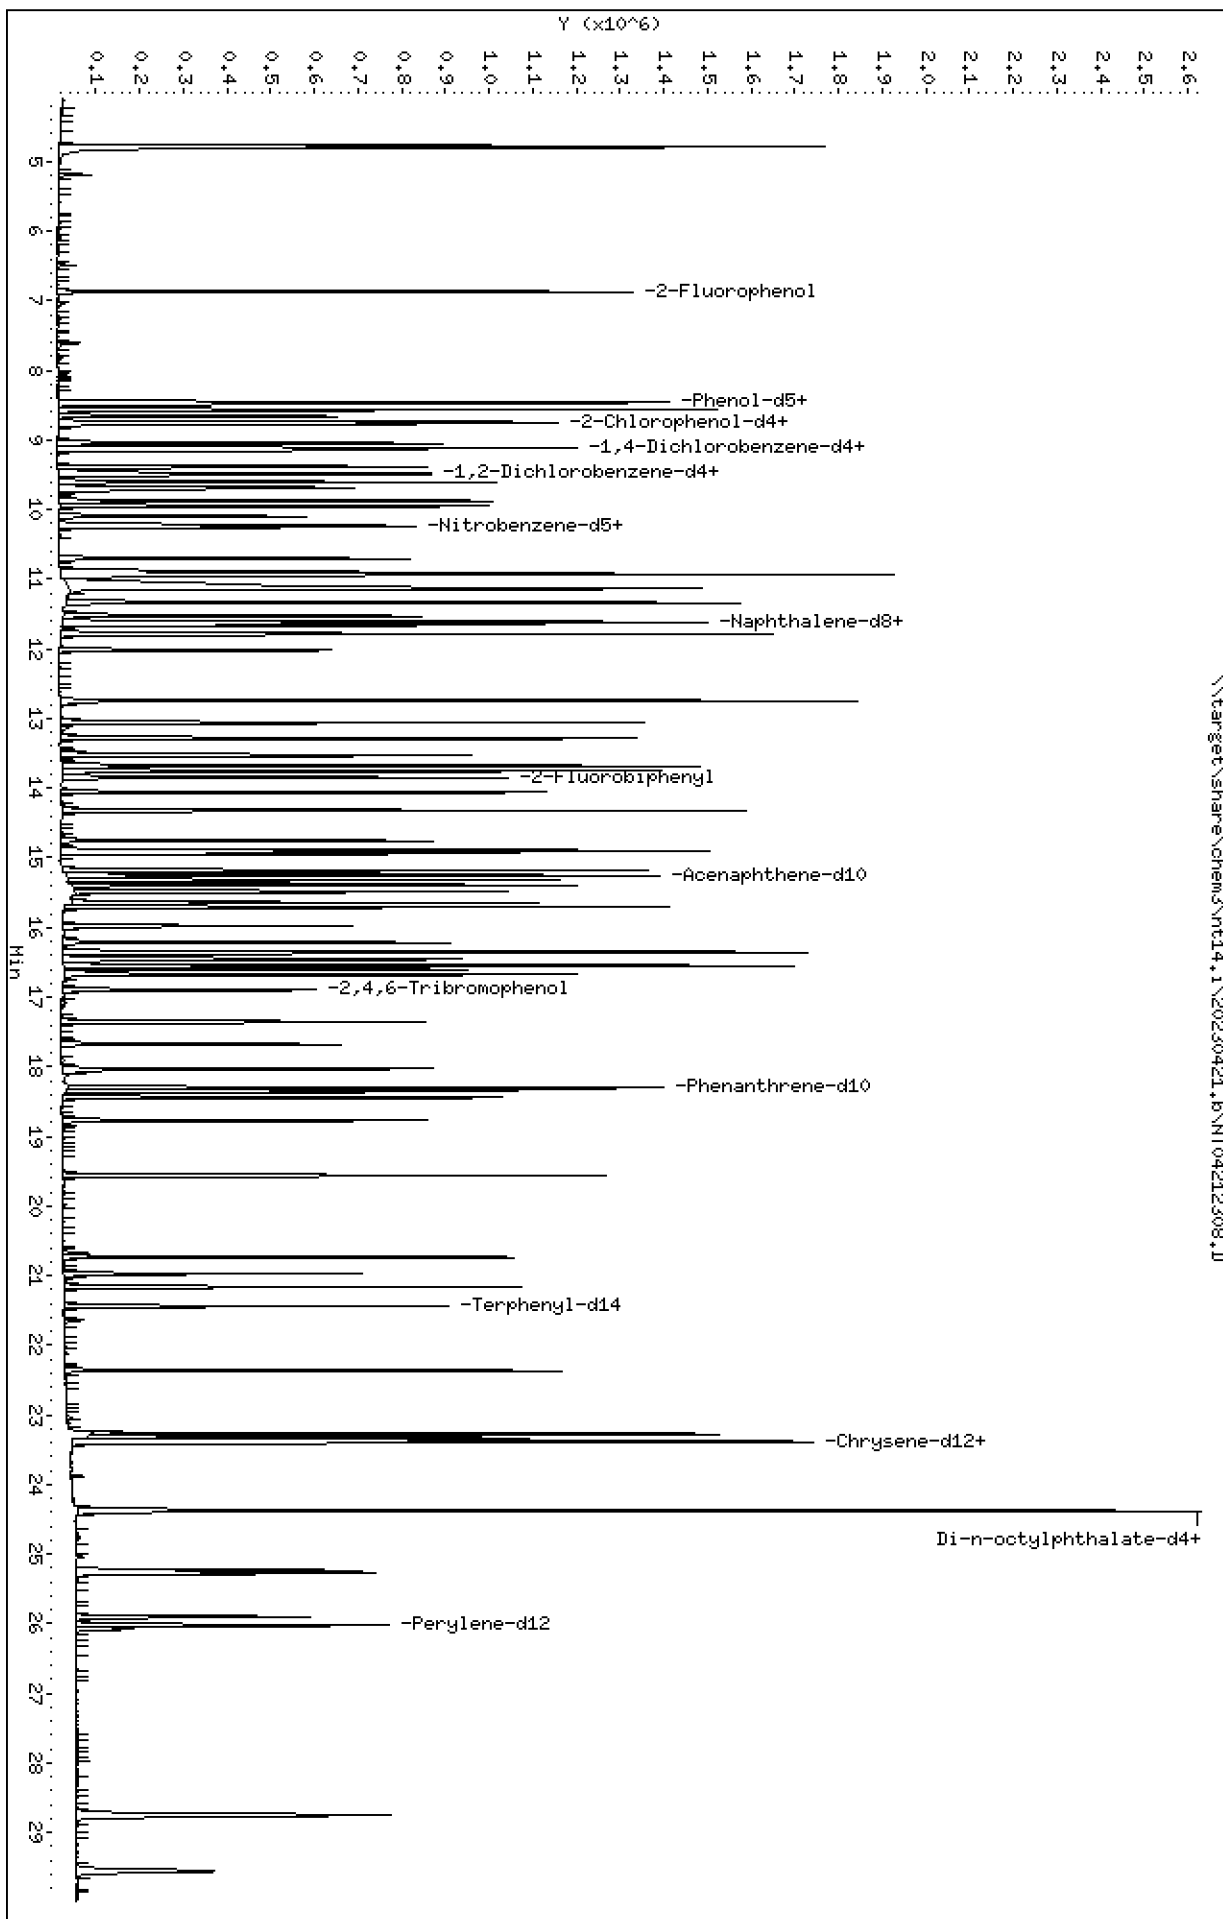 \\target\share\chem3\nt14.i\20230421.b\NT04212308.D
Y (x10^6)
0.1
0.2
0.3
0.4
0.5
0.6
0.7
0.8
0.9
1.0
1.1
1.2
1.3
1.4
1.5
1.6
1.7
1.8
1.9
2.0
2.1
2.2
2.3
2.4
2.5
2.6
-2-Fluorophenol
-Phenol-d5+
-2-Chlorophenol-d4+
-1,4-Dichlorobenzene-d4+
-1,2-Dichlorobenzene-d4+
-Nitrobenzene-d5+
-Naphthalene-d8+
-2-Fluorobiphenyl
-Acenaphthene-d10
-2,4,6-Tribromophenol
-Phenanthrene-d10
-Terphenyl-d14
-Chrysene-d12+
Di-n-octylphthalate-d4+
-Perylene-d12
5
6
7
8
9
10
11
12
13
14
15
16
17
18
19
20
21
22
23
24
25
26
27
28
29
Min